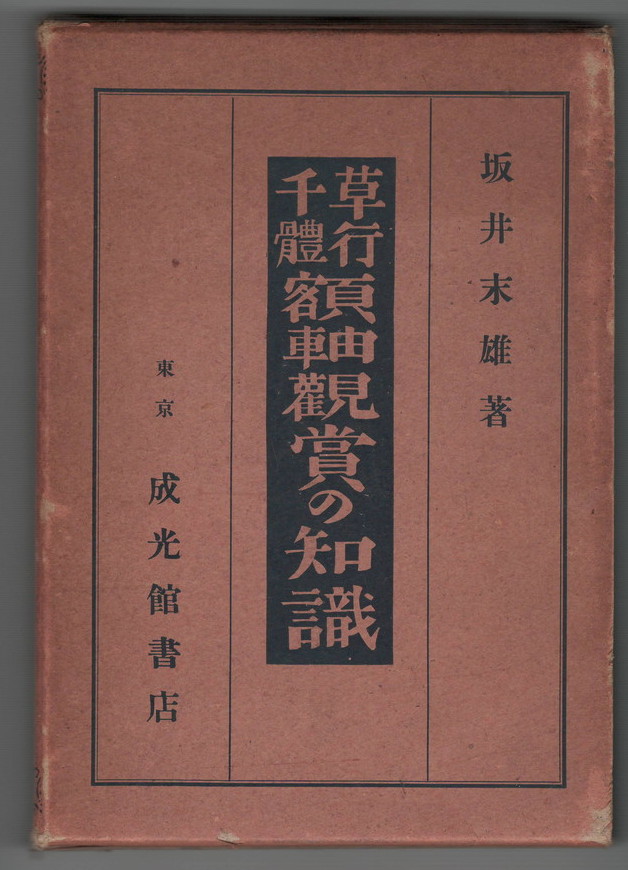 坂井末雄著
草行
千體
額軸觀賞の知識
東京 成光館書店